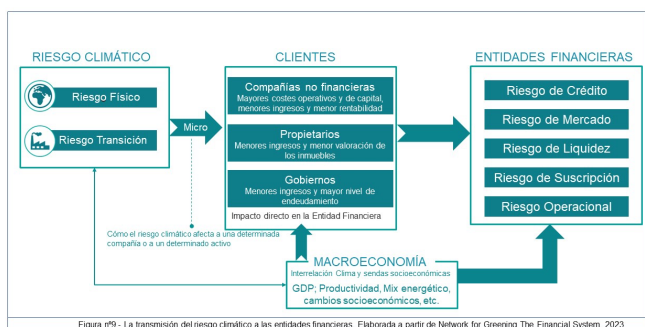 RIESGO CLIMÁTICO
Riesgo Físico
Riesgo Transición
Micro
Cómo el riesgo climático afecta a una determinada
compañía o a un determinado activo
CLIENTES
Compañías no financieras
Mayores costes operativos y de capital,
menores ingresos y menor rentabilidad
Propietarios
Menores ingresos y menor valoración de
los inmuebles
Gobiernos
Menores ingresos y mayor nivel de
endeudamiento
Impacto directo en la Entidad Financiera
ENTIDADES FINANCIERAS
Riesgo de Crédito
Riesgo de Mercado
Riesgo de Liquidez
Riesgo de Suscripción
Riesgo Operacional
MACROECONOMÍA
Interrelación Clima y sendas socioeconómicas
GDP; Productividad, Mix energético,
cambios socioeconómicos, etc.
Figura nº9.- La transmisión del riesgo climático a las entidades financieras. Elaborada a partir de Network for Greening The Financial System, 2023